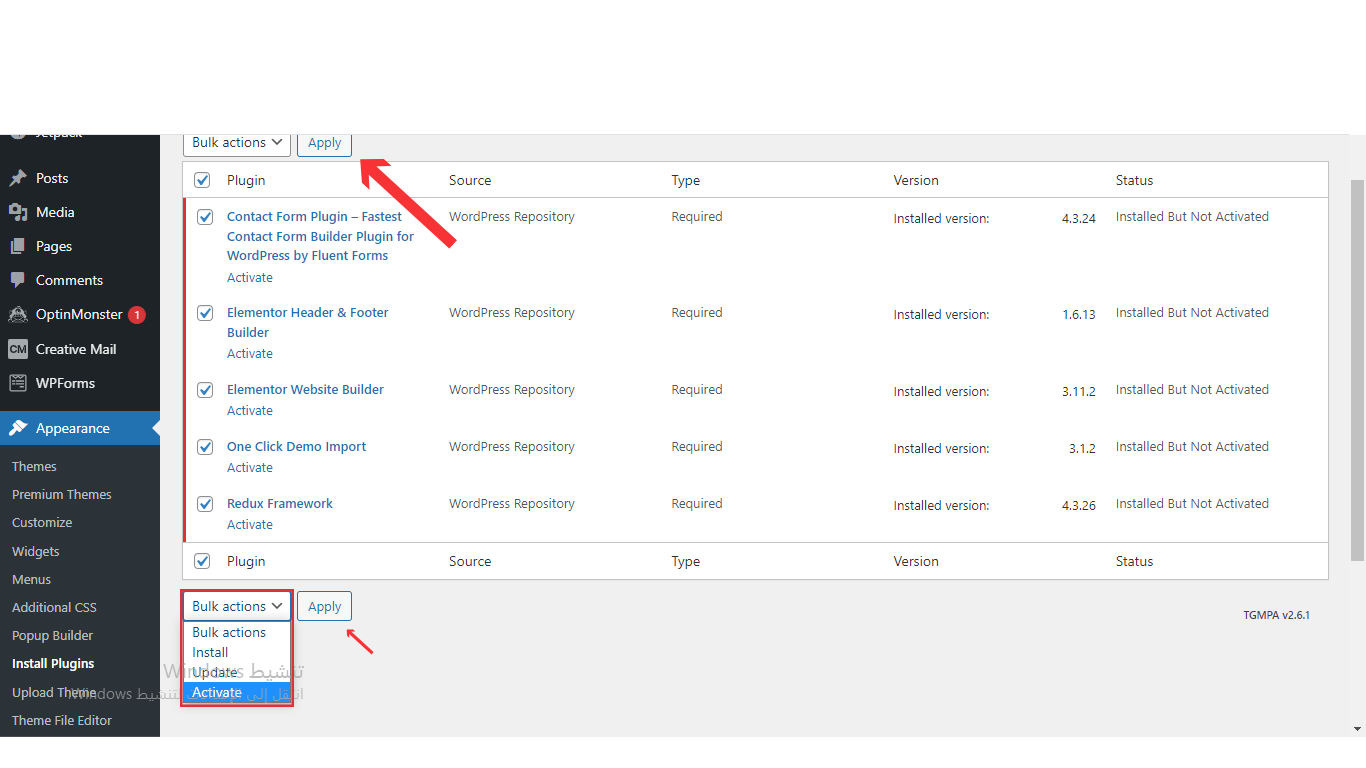 Jetpack
Posts
Media
Pages
Comments
OptinMonster 1
CM Creative Mail
WPForms
Appearance
Themes
Premium Themes
Customize
Widgets
Menus
Additional CSS
Popup Builder
Install Plugins
Upload Theme
Theme File Editor
Bulk actions Apply
Plugin Source Type Version Status
Contact Form Plugin – Fastest WordPress Repository Required Installed version: 4.3.24 Installed But Not Activated
Contact Form Builder Plugin for
WordPress by Fluent Forms
Activate
Elementor Header & Footer WordPress Repository Required Installed version: 1.6.13 Installed But Not Activated
Builder
Activate
Elementor Website Builder WordPress Repository Required Installed version: 3.11.2 Installed But Not Activated
Activate
One Click Demo Import WordPress Repository Required Installed version: 3.1.2 Installed But Not Activated
Activate
Redux Framework WordPress Repository Required Installed version: 4.3.26 Installed But Not Activated
Activate
Plugin Source Type Version Status
Bulk actions Apply
TGMPA v2.6.1
Bulk actions
Install
Update
Activate
تنشيط Windows
انتقل إلى لتنشيط Windows